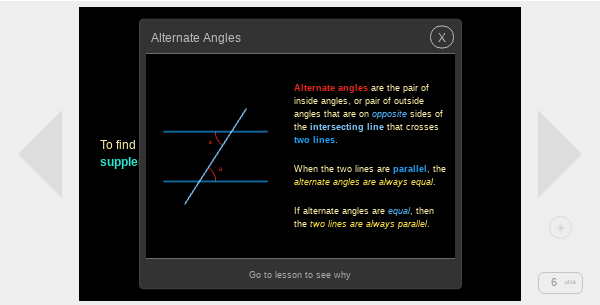 Alternate Angles
X
Alternate angles are the pair of
inside angles, or pair of outside
angles that are on opposite sides of
the intersecting line that crosses
two lines.
When the two lines are parallel, the
alternate angles are always equal.
If alternate angles are equal, then
the two lines are always parallel.
To find
supple
Go to lesson to see why
6